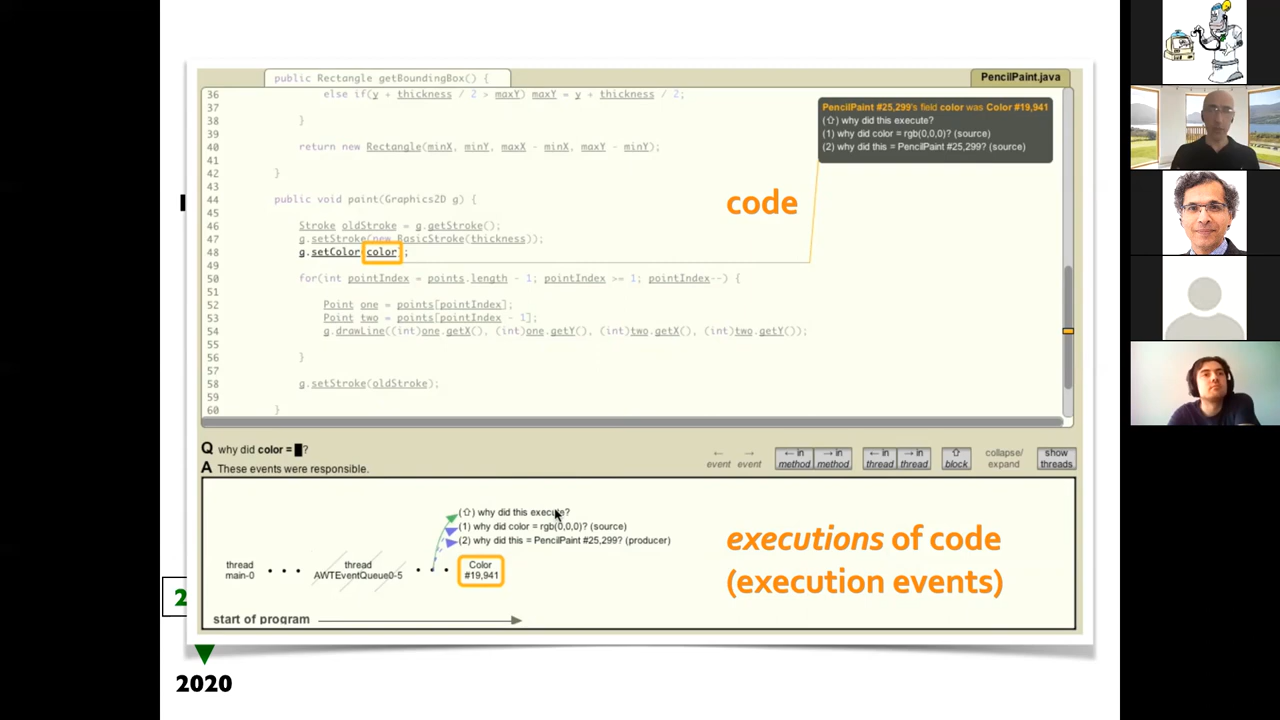 public Rectangle getBoundingBox() {
PencilPaint.java
36 else if(y + thickness / 2 > maxY) maxY = y + thickness / 2;
37
38 }
39
40 return new Rectangle(minX, minY, maxX - minX, maxY - minY);
41
42 }
43
44 public void paint(Graphics2D g) {
45
46 Stroke oldStroke = g.getStroke();
47 g.setStroke(new BasicStroke(thickness));
48 g.setColor(color);
50 for(int pointIndex = points.length - 1; pointIndex >= 1; pointIndex--) {
51
52 Point one = points[pointIndex];
53 Point two = points[pointIndex - 1];
54 g.drawLine((int)one.getX(), (int)one.getY(), (int)two.getX(), (int)two.getY());
55
56 }
57
58 g.setStroke(oldStroke);
59
60 }
PencilPaint #25,299's field color was Color #19,941
(⇧) why did this execute?
(1) why did color = rgb(0,0,0)? (source)
(2) why did this = PencilPaint #25,299? (source)
code
Q why did color = ■?
A These events were responsible.
← event
→ event
← in method
→ in method
← in thread
→ in thread
⇧ block
collapse/ expand
show threads
(⇧) why did this execute?
(1) why did color = rgb(0,0,0)? (source)
(2) why did this = PencilPaint #25,299? (producer)
thread
main-0
thread
AWTEventQueue0-5
Color
#19,941
start of program
executions of code
(execution events)
2
2020